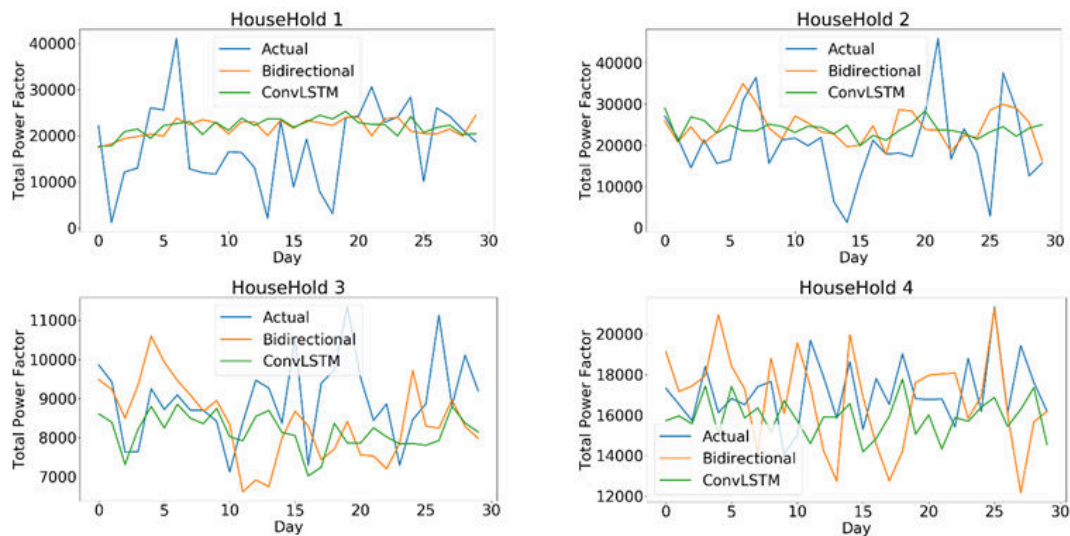 HouseHold 1
Total Power Factor
40000
30000
20000
10000
0
Actual
Bidirectional
ConvLSTM
0 5 10 15 20 25 30
Day
HouseHold 2
Total Power Factor
40000
30000
20000
10000
0
Actual
Bidirectional
ConvLSTM
0 5 10 15 20 25 30
Day
HouseHold 3
Total Power Factor
11000
10000
9000
8000
7000
Actual
Bidirectional
ConvLSTM
0 5 10 15 20 25 30
Day
HouseHold 4
Total Power Factor
20000
18000
16000
14000
12000
Actual
Bidirectional
ConvLSTM
0 5 10 15 20 25 30
Day